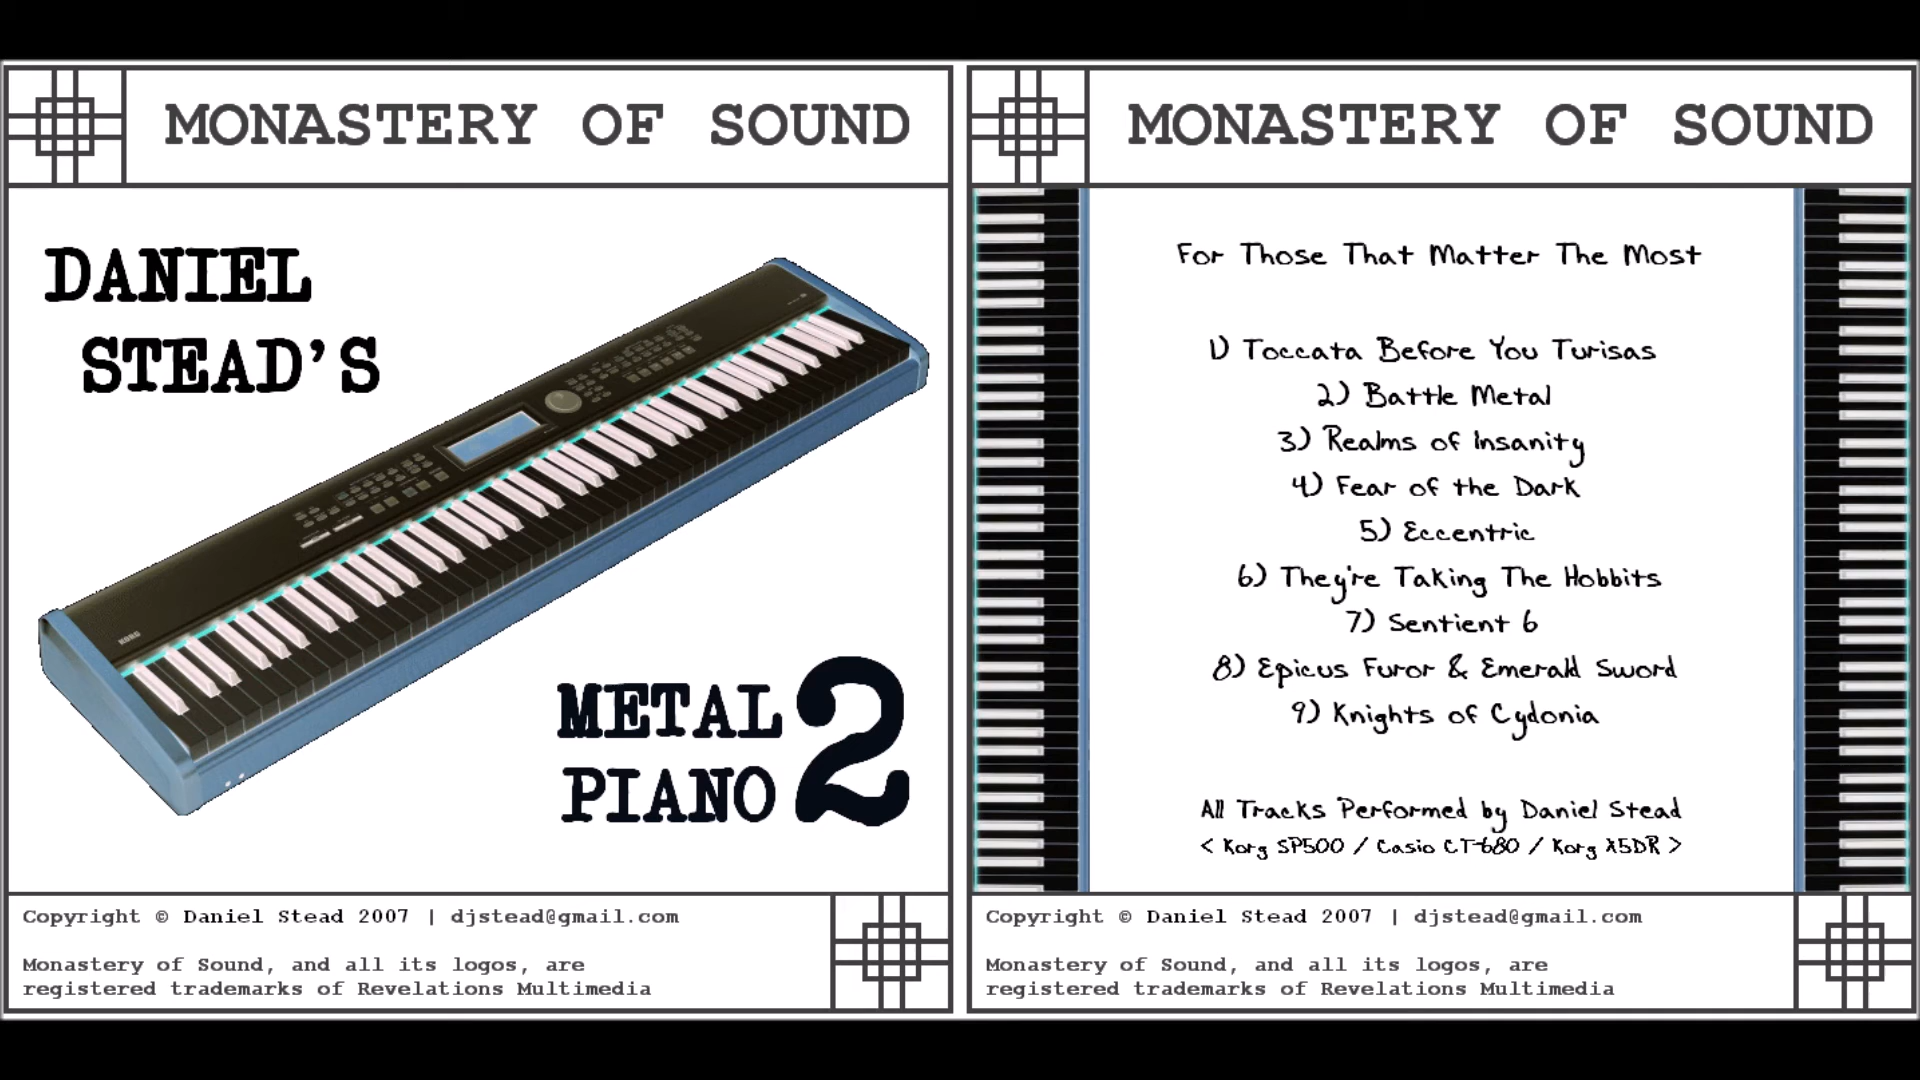 MONASTERY OF SOUND
DANIEL
STEAD'S
KORG
METAL
PIANO 2
Copyright © Daniel Stead 2007 | djstead@gmail.com
Monastery of Sound, and all its logos, are
registered trademarks of Revelations Multimedia
MONASTERY OF SOUND
For Those That Matter The Most
1) Toccata Before You Turisas
2) Battle Metal
3) Realms of Insanity
4) Fear of the Dark
5) Eccentric
6) They're Taking The Hobbits
7) Sentient 6
8) Epicus Furor & Emerald Sword
9) Knights of Cydonia
All Tracks Performed by Daniel Stead
< Korg SP500 / Casio CT-680 / Korg X5DR >
Copyright © Daniel Stead 2007 | djstead@gmail.com
Monastery of Sound, and all its logos, are
registered trademarks of Revelations Multimedia